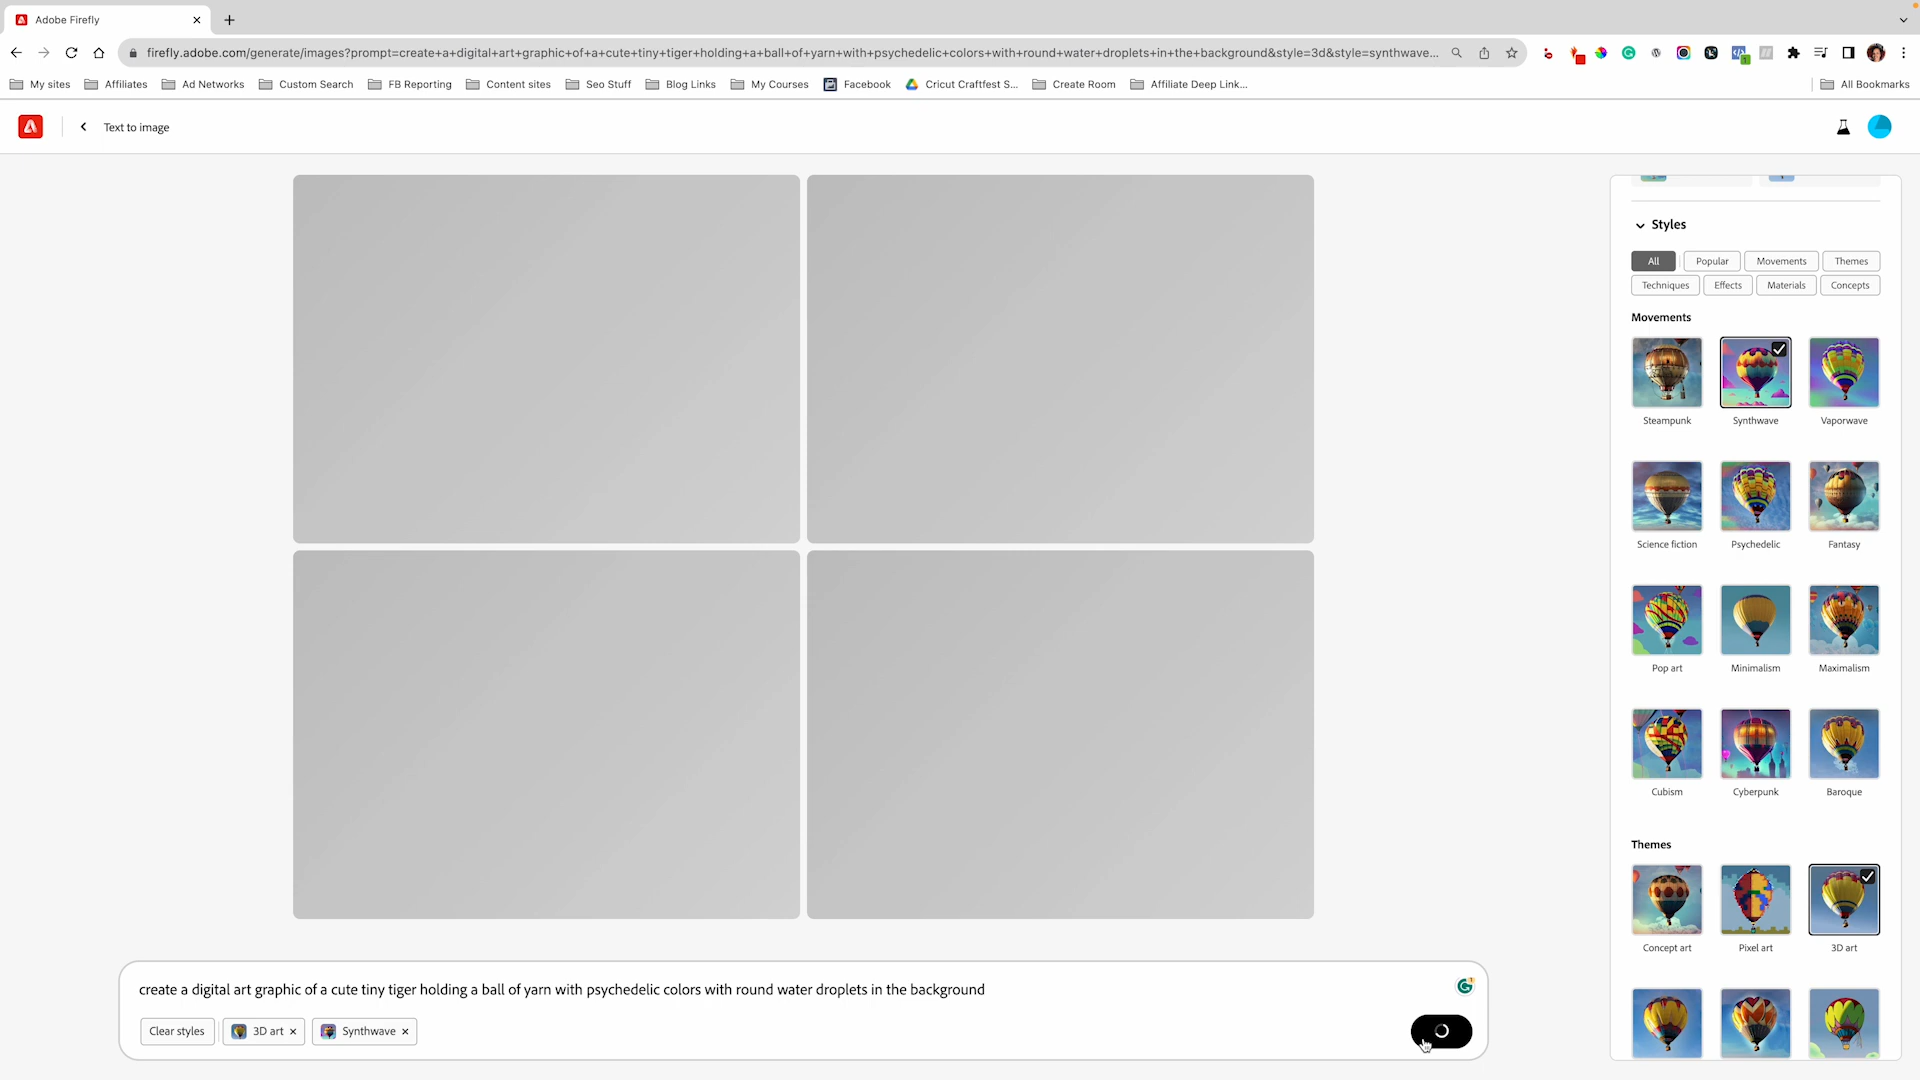 Adobe Firefly
firefly.adobe.com/generate/images?prompt=create+a+digital+art+graphic+of+a+cute+tiny+tiger+holding+a+ball+of+yarn+with+psychedelic+colors+with+round+water+droplets+in+the+background&style=3d&style=synthwave...
My sites Affiliates Ad Networks Custom Search FB Reporting Content sites Seo Stuff Blog Links My Courses Facebook Cricut Craftfest S... Create Room Affiliate Deep Link... All Bookmarks
Text to image
Styles
All Popular Movements Themes
Techniques Effects Materials Concepts
Movements
Steampunk Synthwave Vaporwave
Science fiction Psychedelic Fantasy
Pop art Minimalism Maximalism
Cubism Cyberpunk Baroque
Themes
Concept art Pixel art 3D art
create a digital art graphic of a cute tiny tiger holding a ball of yarn with psychedelic colors with round water droplets in the background
Clear styles 3D art Synthwave